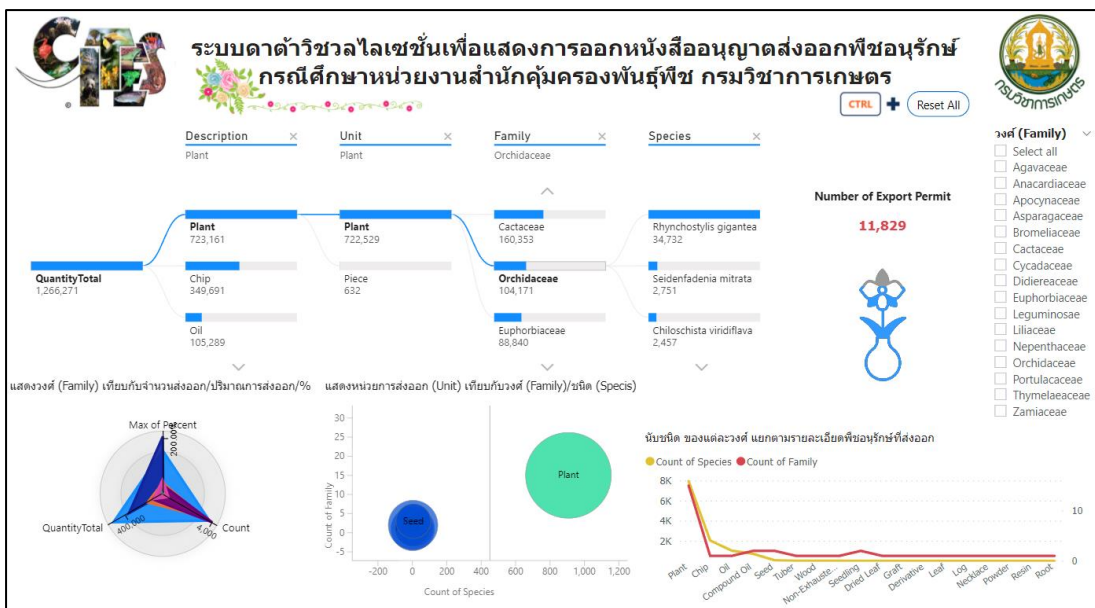 CITES
ระบบดาต้าวิชวลไลเซชั่นเพื่อแสดงการออกหนังสืออนุญาตส่งออกพืชอนุรักษ์
กรณีศึกษาหน่วยงานสำนักคุ้มครองพันธุ์พืช กรมวิชาการเกษตร
กรมวิชาการเกษตร
CTRL + Reset All
Description × Unit × Family × Species ×
Plant Plant Orchidaceae
QuantityTotal
1,266,271
Plant
723,161
Chip
349,691
Oil
105,289
Plant
722,529
Piece
632
Cactaceae
160,353
Orchidaceae
104,171
Euphorbiaceae
88,840
Rhynchostylis gigantea
34,732
Seidenfadenia mitrata
2,751
Chiloschista viridiflava
2,457
Number of Export Permit
11,829
วงศ์ (Family)
Select all
Agavaceae
Anacardiaceae
Apocynaceae
Asparagaceae
Bromeliaceae
Cactaceae
Cycadaceae
Didiereaceae
Euphorbiaceae
Leguminosae
Liliaceae
Nepenthaceae
Orchidaceae
Portulacaceae
Thymelaeaceae
Zamiaceae
แสดงวงศ์ (Family) เทียบกับจำนวนส่งออก/ปริมาณการส่งออก/%
Max of Percent
200.00%
QuantityTotal
400,000
4,000
Count
แสดงหน่วยการส่งออก (Unit) เทียบกับวงศ์ (Family)/ชนิด (Specis)
Count of Family
30
25
20
15
10
5
0
-5
Seed
Plant
-200 0 200 400 600 800 1,000 1,200
Count of Species
นับชนิด ของแต่ละวงศ์ แยกตามรายละเอียดพืชอนุรักษ์ที่ส่งออก
Count of Species Count of Family
8K
6K
4K
2K
10
0
Plant
Chip
Oil
Compound Oil
Seed
Tuber
Wood
Non-Exhauste...
Seedling
Dried Leaf
Graft
Derivative
Leaf
Log
Necklace
Powder
Resin
Root